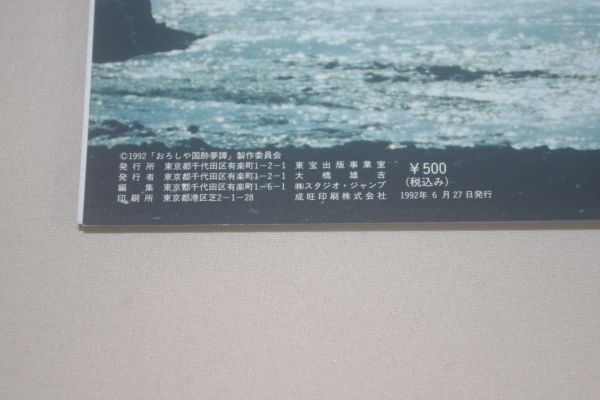 ©1992「おろしや国酔夢譚」製作委員会
発行所 東京都千代田区有楽町1-2-1 東宝出版事業室
発行者 東京都千代田区有楽町1-2-1 大橋雄吉
編集 東京都千代田区有楽町1-6-1 ㈱スタジオ・ジャンプ
印刷所 東京都港区芝2-1-28 成旺印刷株式会社
¥500
(税込み)
1992年6月27日発行